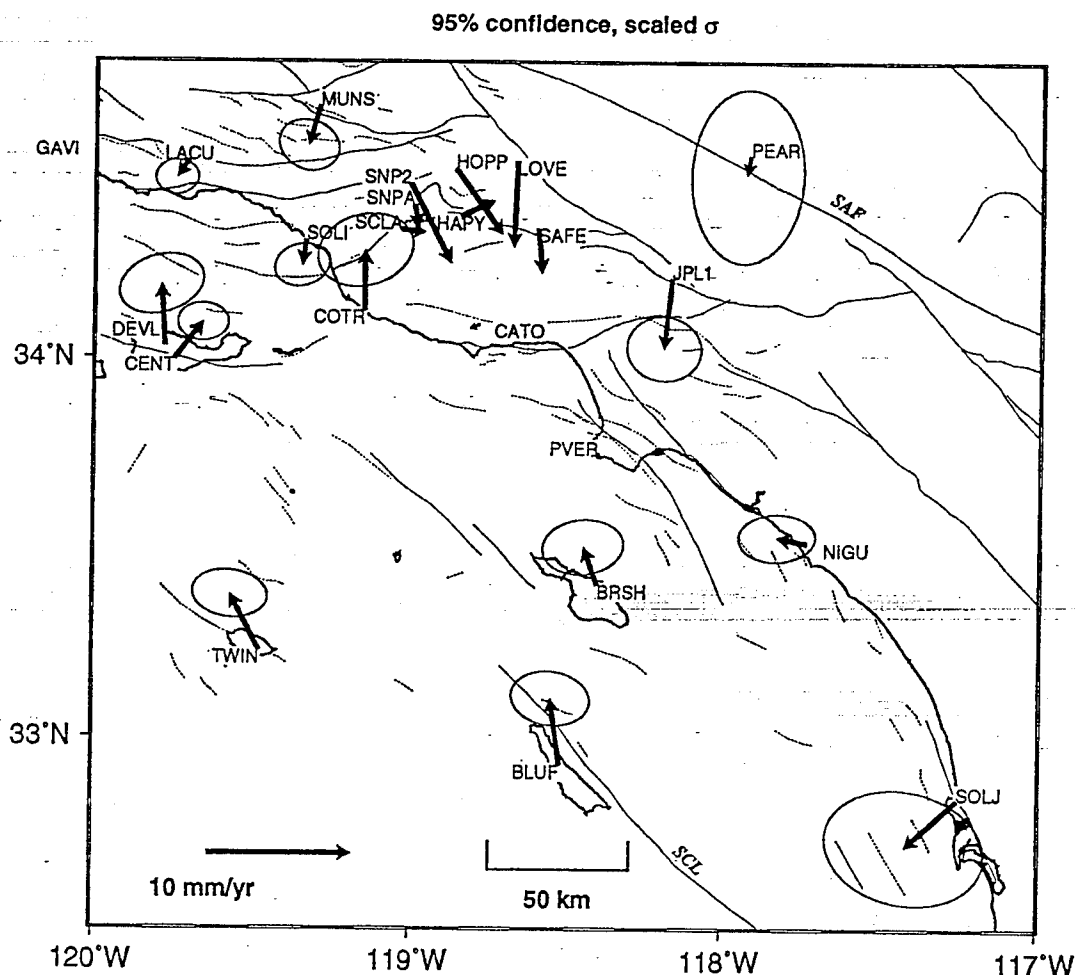 95% confidence, scaled σ
MUNS
GAVI
LACU
PEAR
HOPP
LOVE
SNP2
SNPA
SCLA
HAPY
SAF
SOLI
SAFE
JPL1
COTR
DEVL
CATO
34°N
CENT
PVER
NIGU
BRSH
TWIN
33°N
BLUF
SOLJ
SCL
10 mm/yr
50 km
120°W
119°W
118°W
117°W